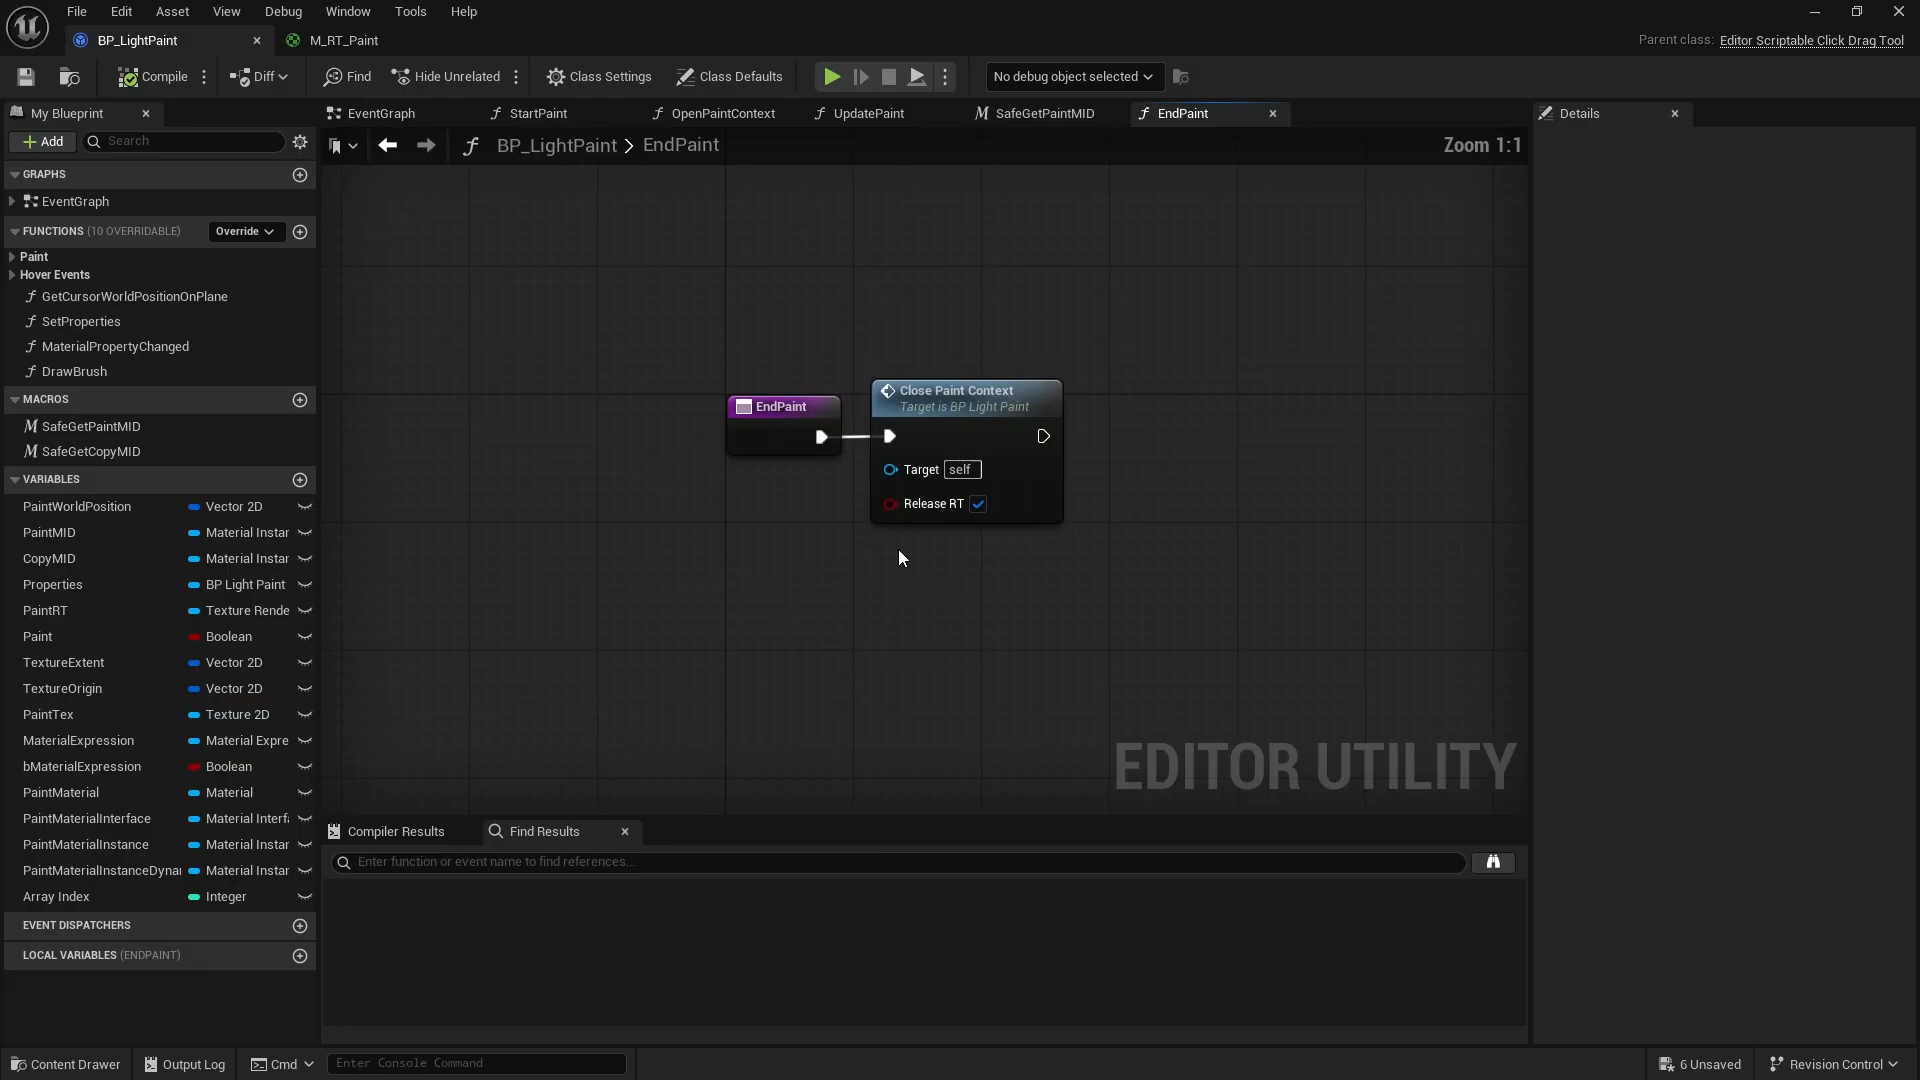 File Edit Asset View Debug Window Tools Help
BP_LightPaint M_RT_Paint
Parent class: Editor Scriptable Click Drag Tool
Compile Diff Find Hide Unrelated Class Settings Class Defaults No debug object selected
My Blueprint EventGraph StartPaint OpenPaintContext UpdatePaint SafeGetPaintMID EndPaint Details
Add Search
BP_LightPaint > EndPaint Zoom 1:1
GRAPHS
EventGraph
FUNCTIONS (10 OVERRIDABLE) Override
Paint
Hover Events
GetCursorWorldPositionOnPlane
SetProperties
MaterialPropertyChanged
DrawBrush
MACROS
SafeGetPaintMID
SafeGetCopyMID
VARIABLES
PaintWorldPosition Vector 2D
PaintMID Material Instar
CopyMID Material Instar
Properties BP Light Paint
PaintRT Texture Rende
Paint Boolean
TextureExtent Vector 2D
TextureOrigin Vector 2D
PaintTex Texture 2D
MaterialExpression Material Expre
bMaterialExpression Boolean
PaintMaterial Material
PaintMaterialInterface Material Interf
PaintMaterialInstance Material Instar
PaintMaterialInstanceDynar Material Instar
Array Index Integer
EVENT DISPATCHERS
LOCAL VARIABLES (ENDPAINT)
EndPaint
Close Paint Context
Target is BP Light Paint
Target self
Release RT
EDITOR UTILITY
Compiler Results Find Results
Enter function or event name to find references...
Content Drawer Output Log Cmd Enter Console Command 6 Unsaved Revision Control